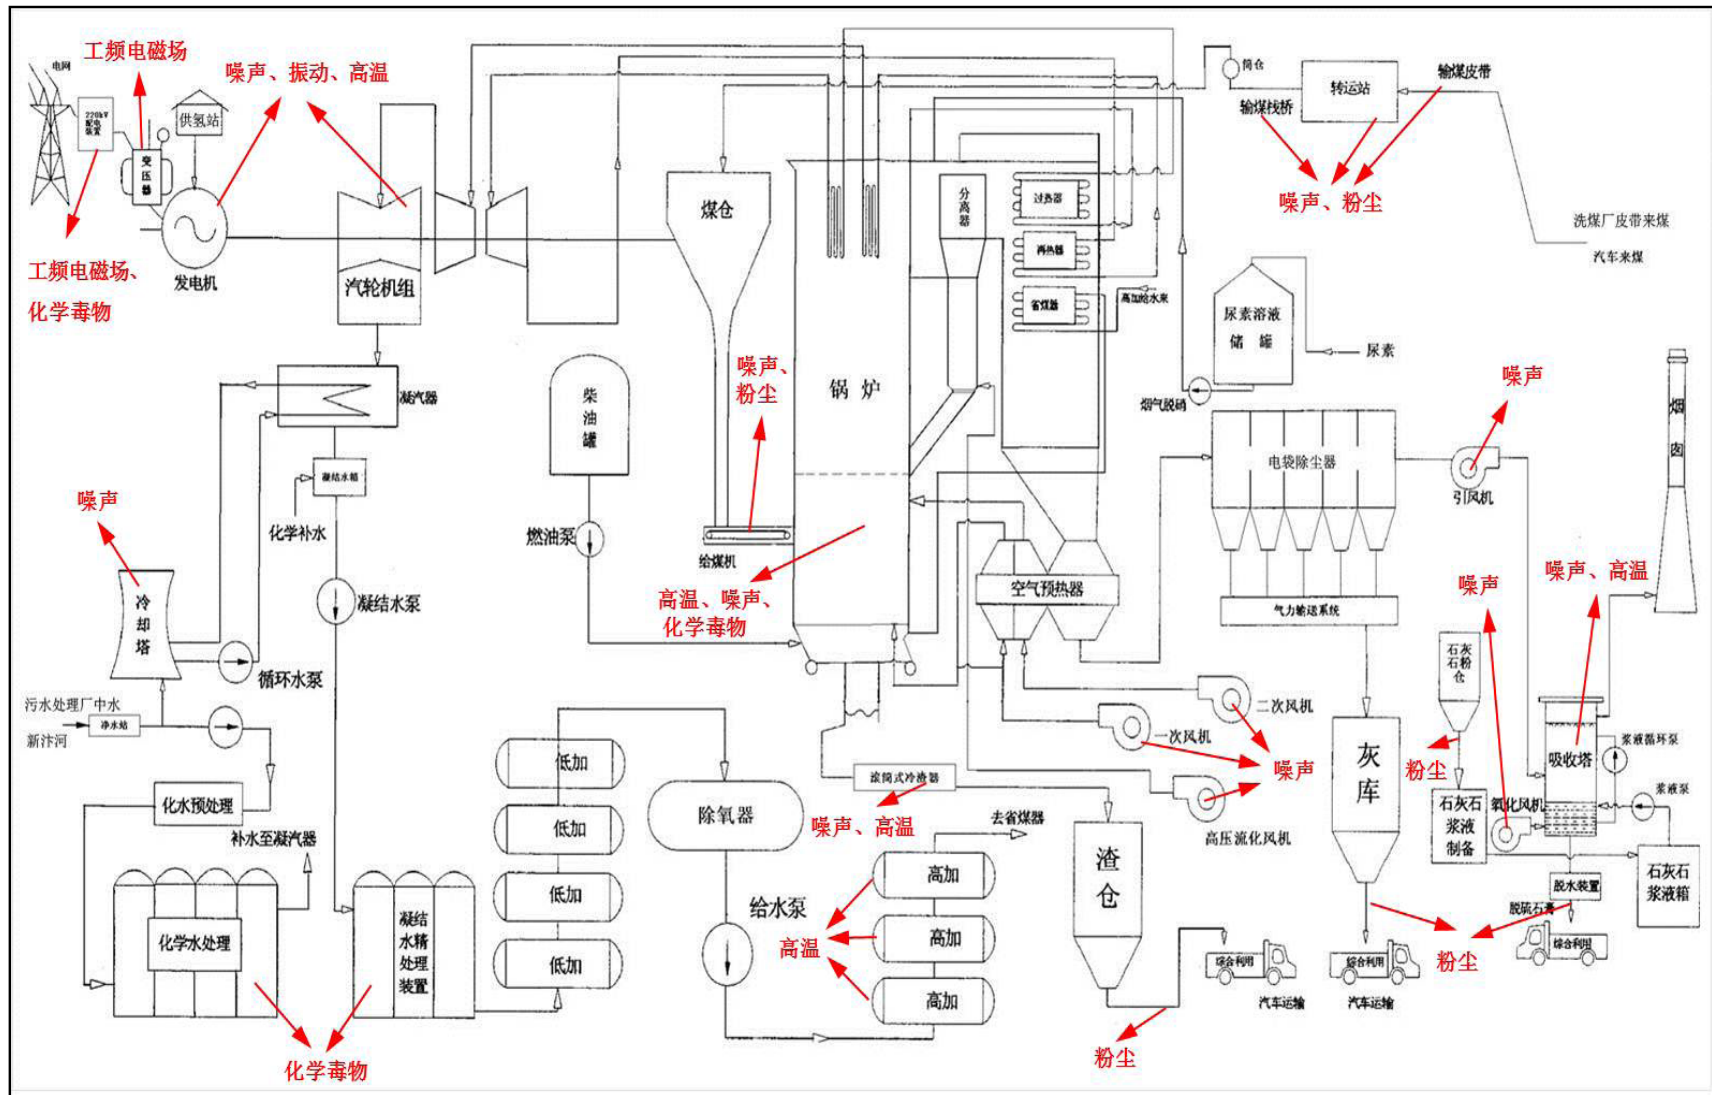 工频电磁场
电网
220kV
配电
装置
供氢站
变
压
器
噪声、振动、高温
工频电磁场、
化学毒物
发电机
汽轮机组
凝汽器
凝结水箱
化学补水
噪声
冷
却
塔
循环水泵
凝结水泵
污水处理厂中水
新汴河
净水站
化水预处理
补水至凝汽器
化学水处理
凝结
水精
处理
装置
化学毒物
低加
低加
低加
低加
柴
油
罐
燃油泵
煤仓
噪声、
粉尘
给煤机
锅 炉
高温、噪声、
化学毒物
分
离
器
过热器
再热器
省煤器
高加给水来
筒仓
输煤栈桥
转运站
输煤皮带
噪声、粉尘
洗煤厂皮带来煤
汽车来煤
尿素溶液
储 罐
尿素
烟气脱硝
电袋除尘器
气力输送系统
噪声
引风机
烟
囱
空气预热器
二次风机
一次风机
高压流化风机
噪声
滚筒式冷渣器
噪声、高温
除氧器
给水泵
去省煤器
高加
高加
高加
高温
渣
仓
粉尘
综合利用
汽车运输
灰
库
综合利用
汽车运输
粉尘
石灰
石粉
仓
粉尘
石灰石
浆液
制备
噪声
氧化风机
噪声、高温
吸收塔
浆液循环泵
浆液泵
石灰石
浆液箱
脱水装置
脱硫石膏
综合利用